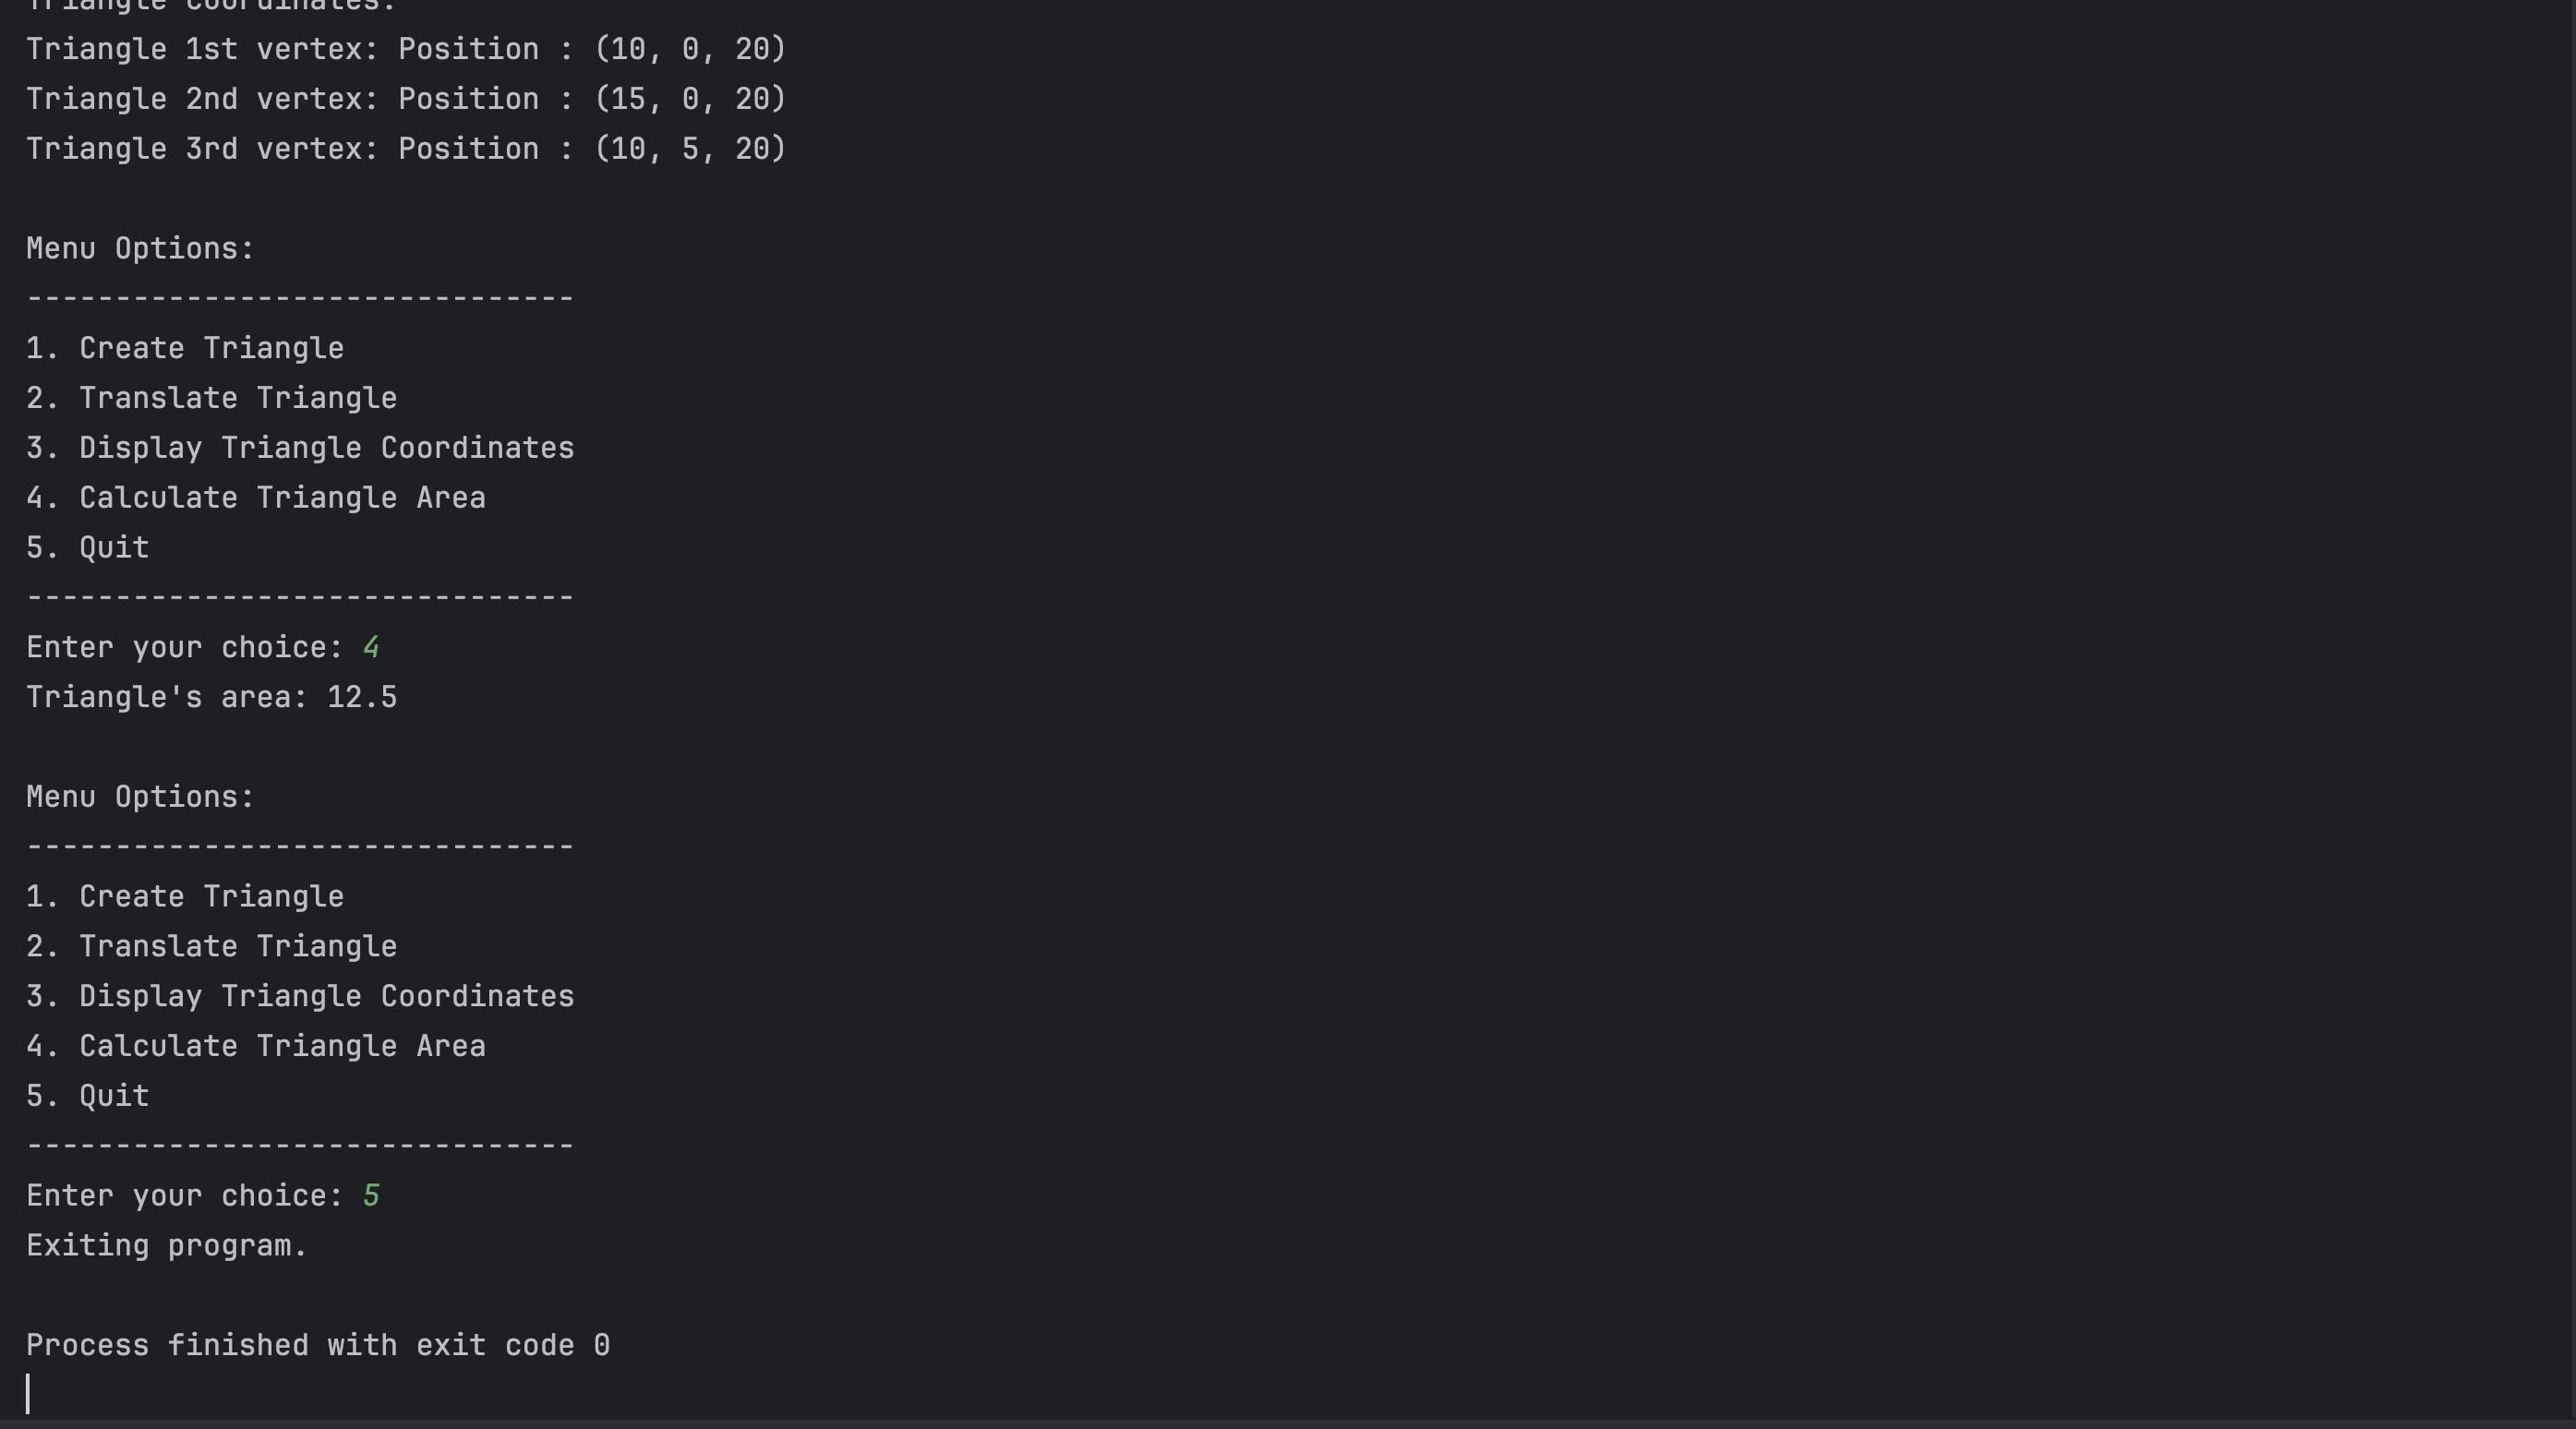 Triangle coordinates:
Triangle 1st vertex: Position : (10, 0, 20)
Triangle 2nd vertex: Position : (15, 0, 20)
Triangle 3rd vertex: Position : (10, 5, 20)
Menu Options:
-------------------------------
1. Create Triangle
2. Translate Triangle
3. Display Triangle Coordinates
4. Calculate Triangle Area
5. Quit
-------------------------------
Enter your choice: 4
Triangle's area: 12.5
Menu Options:
-------------------------------
1. Create Triangle
2. Translate Triangle
3. Display Triangle Coordinates
4. Calculate Triangle Area
5. Quit
-------------------------------
Enter your choice: 5
Exiting program.
Process finished with exit code 0